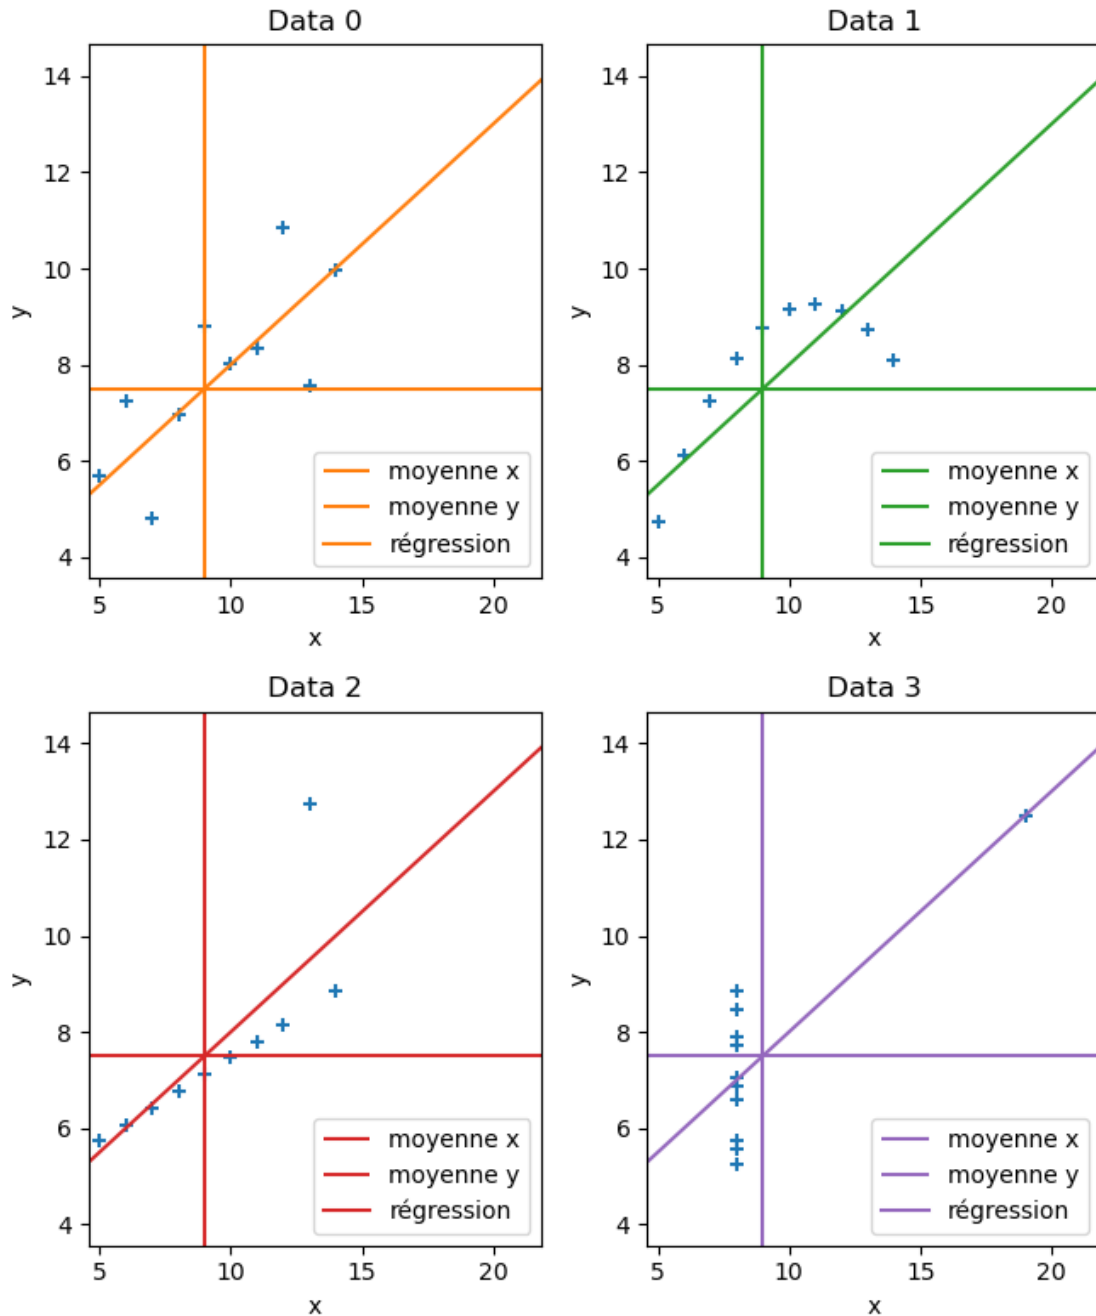 Data 0
14
12
10
8
6
4
y
moyenne x
moyenne y
régression
5 10 15 20
x
Data 1
14
12
10
8
6
4
y
moyenne x
moyenne y
régression
5 10 15 20
x
Data 2
14
12
10
8
6
4
y
moyenne x
moyenne y
régression
5 10 15 20
x
Data 3
14
12
10
8
6
4
y
moyenne x
moyenne y
régression
5 10 15 20
x